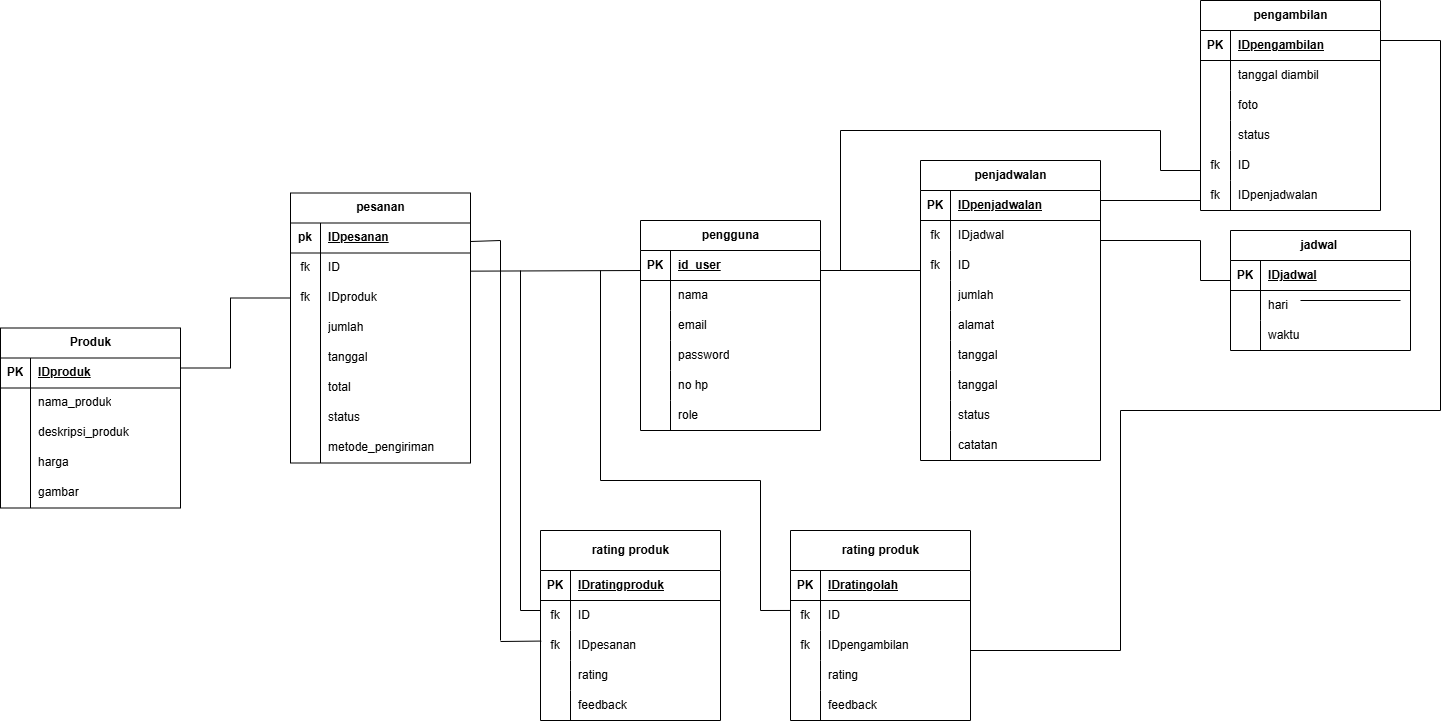 pengambilan
PK IDpengambilan
tanggal diambil
foto
status
fk ID
fk IDpenjadwalan
penjadwalan
PK IDpenjadwalan
fk IDjadwal
fk ID
jumlah
alamat
tanggal
tanggal
status
catatan
jadwal
PK IDjadwal
hari
waktu
pesanan
pk IDpesanan
fk ID
fk IDproduk
jumlah
tanggal
total
status
metode_pengiriman
pengguna
PK id_user
nama
email
password
no hp
role
Produk
PK IDproduk
nama_produk
deskripsi_produk
harga
gambar
rating produk
PK IDratingproduk
fk ID
fk IDpesanan
rating
feedback
rating produk
PK IDratingolah
fk ID
fk IDpengambilan
rating
feedback